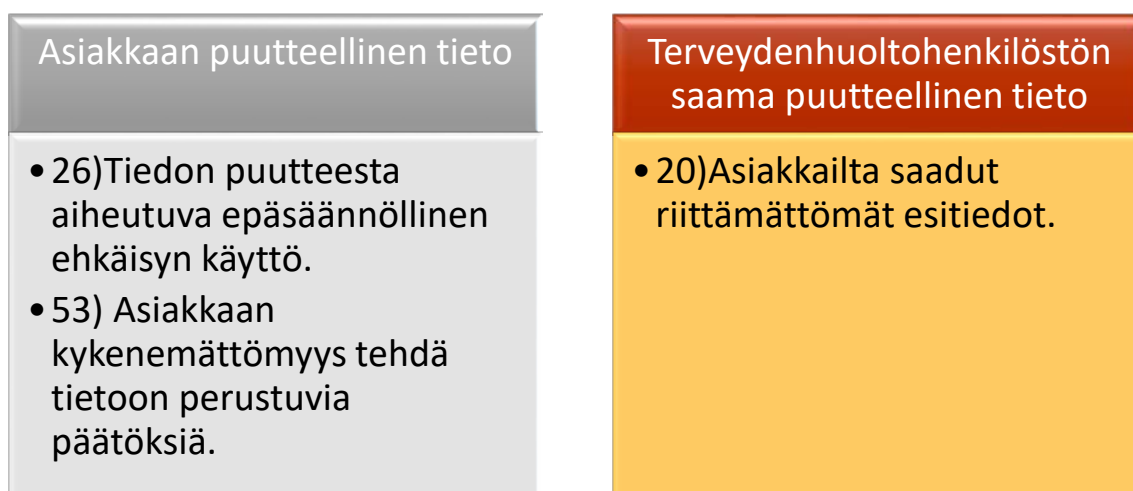 Asiakkaan puutteellinen tieto
•26)Tiedon puutteesta
aiheutuva epäsäännöllinen
ehkäisyn käyttö.
•53) Asiakkaan
kykenemättömyys tehdä
tietoon perustuvia
päätöksiä.
Terveydenhuoltohenkilöstön
saama puutteellinen tieto
•20)Asiakkailta saadut
riittämättömät esitiedot.